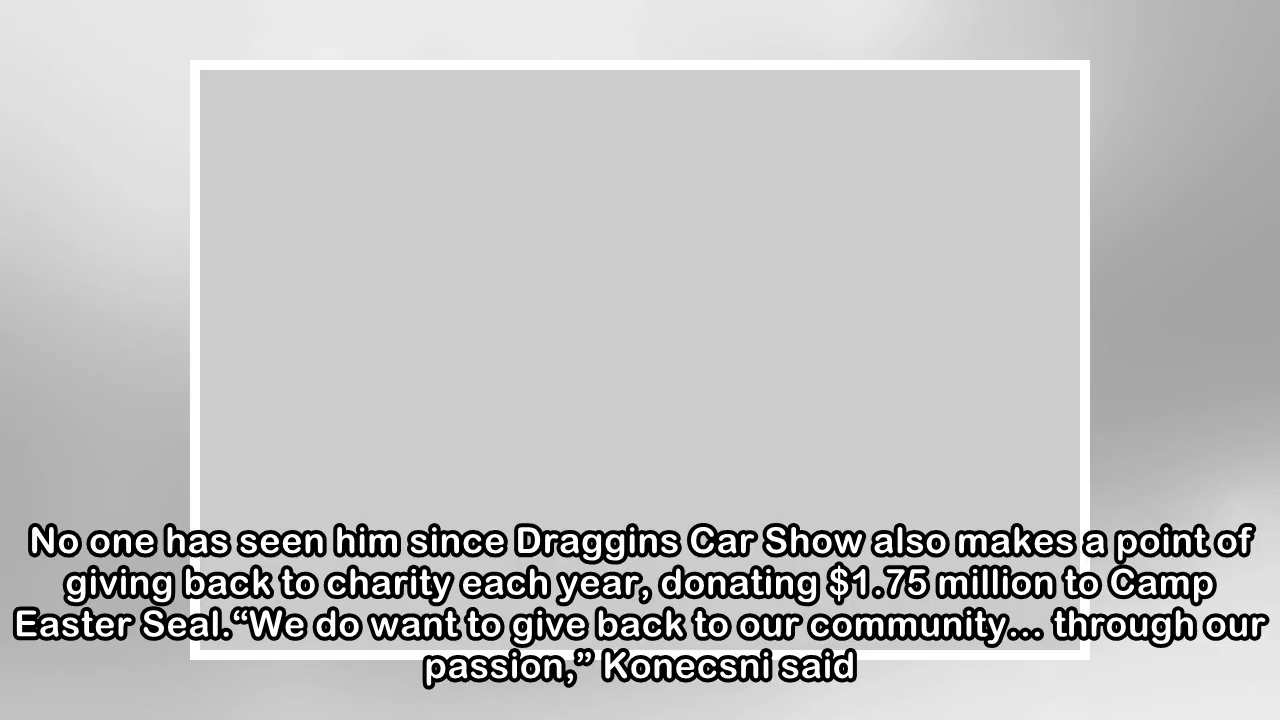 No one has seen him since Draggins Car Show also makes a point of
giving back to charity each year, donating $1.75 million to Camp
Easter Seal.“We do want to give back to our community... through our
passion,” Konecsni said